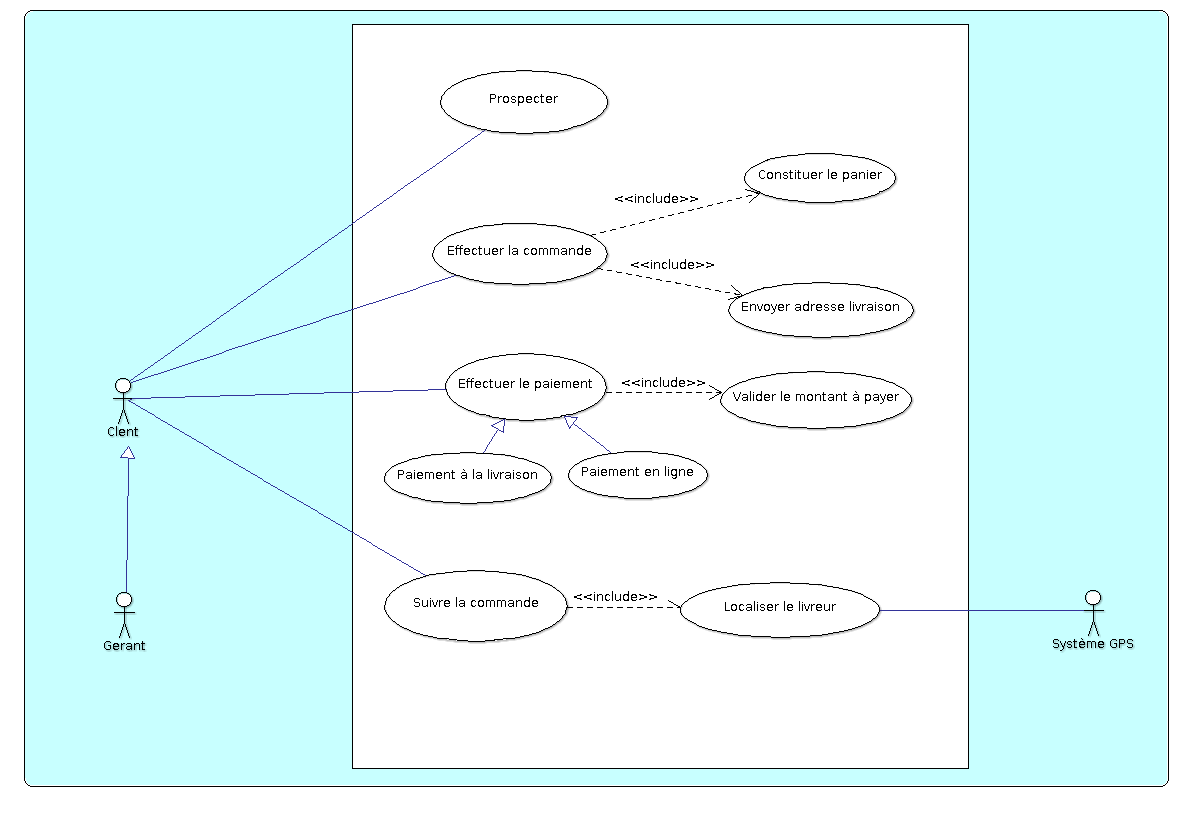 Prospecter
Constituer le panier
<<include>>
Effectuer la commande
<<include>>
Envoyer adresse livraison
Effectuer le paiement
<<include>>
Valider le montant à payer
Clent
Paiement à la livraison
Paiement en ligne
Suivre la commande
<<include>>
Localiser le livreur
Gerant
Système GPS